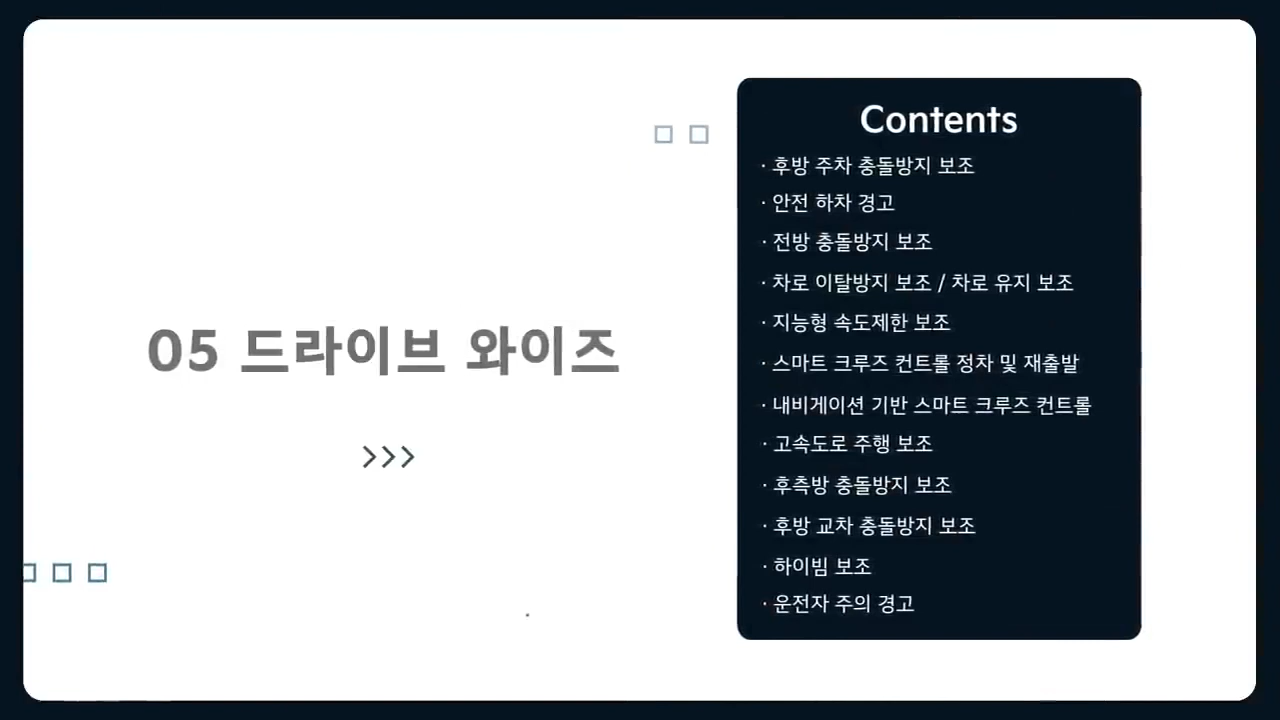 05 드라이브 와이즈
>>>
Contents
· 후방 주차 충돌방지 보조
· 안전 하차 경고
· 전방 충돌방지 보조
· 차로 이탈방지 보조 / 차로 유지 보조
· 지능형 속도제한 보조
· 스마트 크루즈 컨트롤 정차 및 재출발
· 내비게이션 기반 스마트 크루즈 컨트롤
· 고속도로 주행 보조
· 후측방 충돌방지 보조
· 후방 교차 충돌방지 보조
· 하이빔 보조
· 운전자 주의 경고